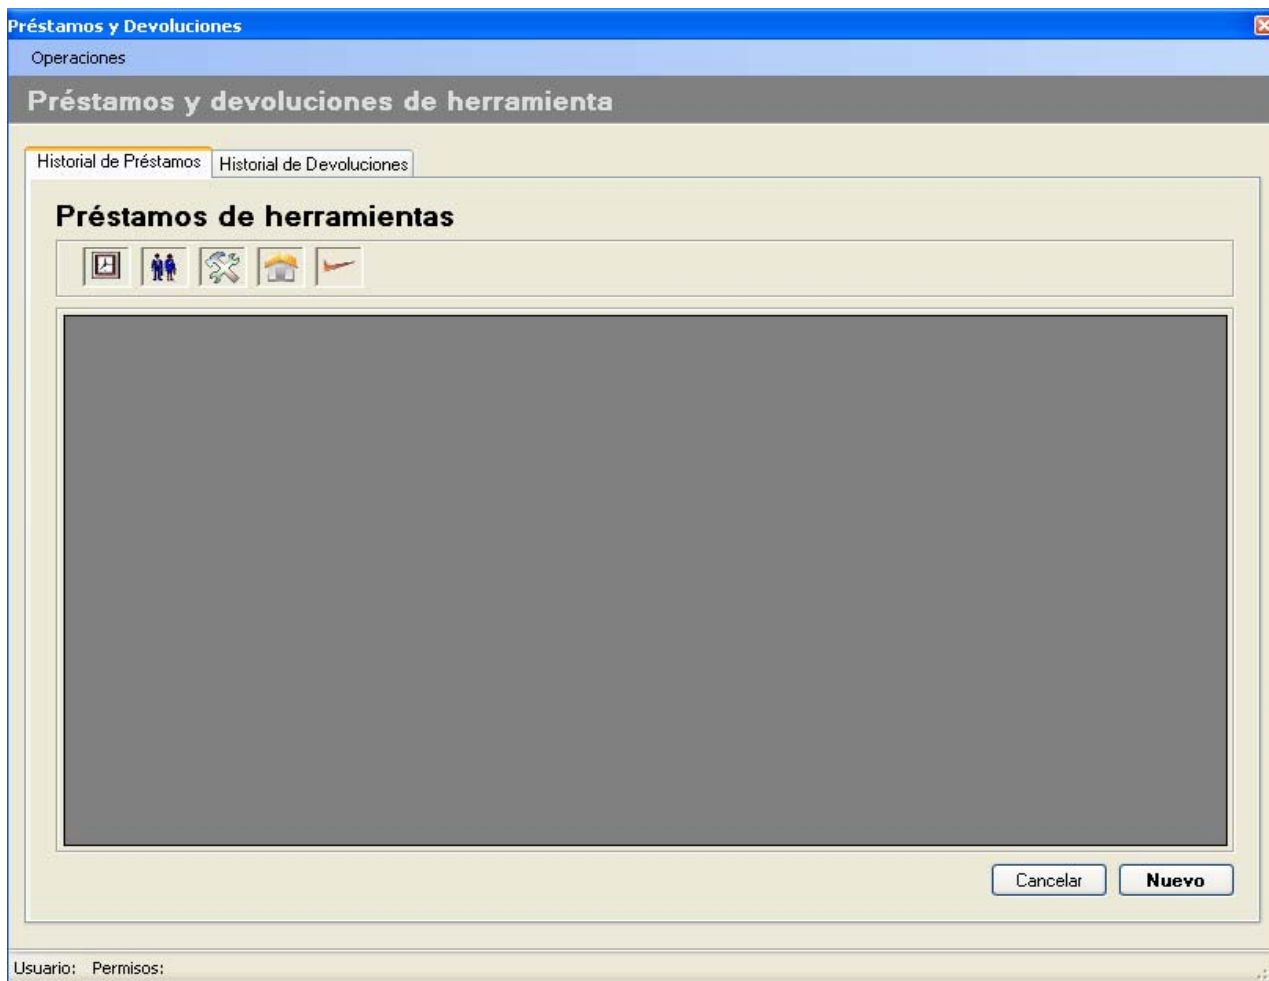 Préstamos y Devoluciones
Operaciones
Préstamos y devoluciones de herramienta
Historial de Préstamos Historial de Devoluciones
Préstamos de herramientas
Cancelar Nuevo
Usuario: Permisos: